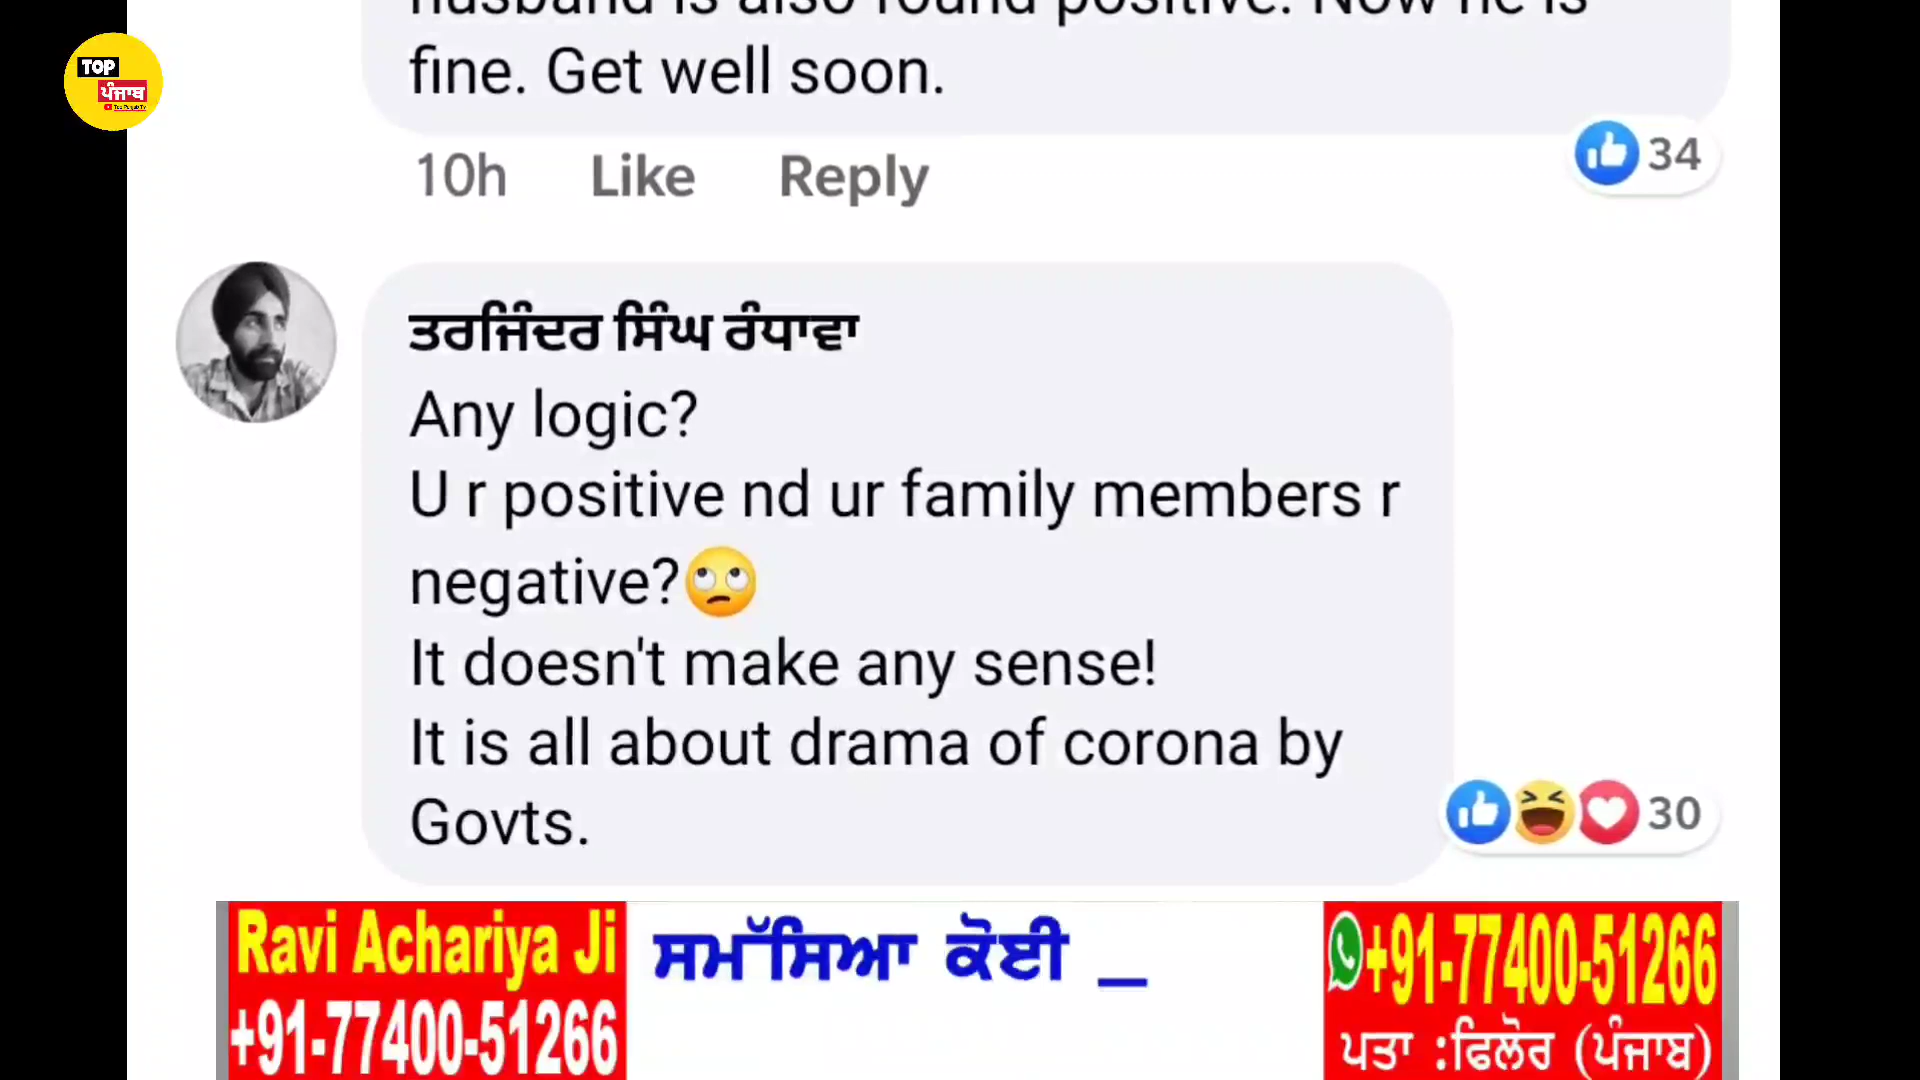 husband is also found positive. Now he is
fine. Get well soon.
TOP
ਪੰਜਾਬ
10h Like Reply
34
ਤਰਜਿੰਦਰ ਸਿੰਘ ਰੰਧਾਵਾ
Any logic?
U r positive nd ur family members r
negative?🙄
It doesn't make any sense!
It is all about drama of corona by
Govts.
30
Ravi Achariya Ji
+91-77400-51266
ਸਮੱਸਿਆ ਕੋਈ _
+91-77400-51266
ਪਤਾ :ਫਿਲੋਰ (ਪੰਜਾਬ)